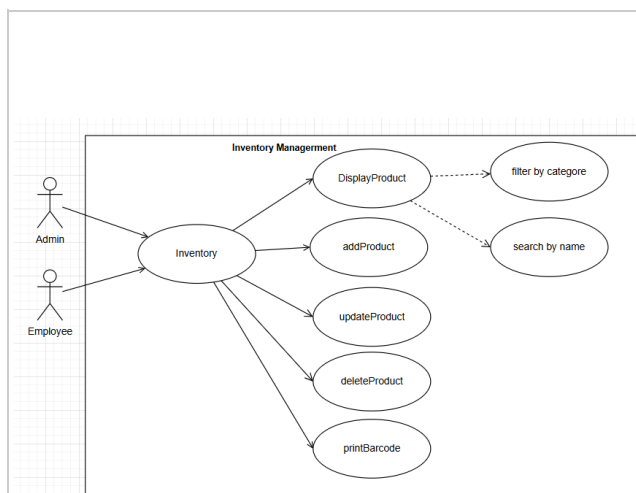 Inventory Managerment
DisplayProduct
filter by categore
Admin
Inventory
addProduct
search by name
Employee
updateProduct
deleteProduct
printBarcode